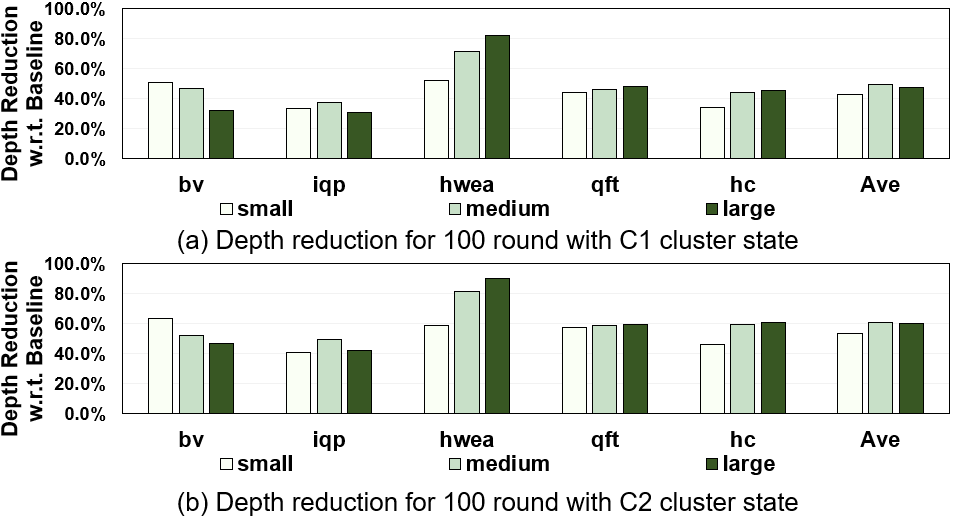 Depth Reduction
w.r.t. Baseline
100.0%
80.0%
60.0%
40.0%
20.0%
0.0%
bv iqp hwea qft hc Ave
small medium large
(a) Depth reduction for 100 round with C1 cluster state
Depth Reduction
w.r.t. Baseline
100.0%
80.0%
60.0%
40.0%
20.0%
0.0%
bv iqp hwea qft hc Ave
small medium large
(b) Depth reduction for 100 round with C2 cluster state